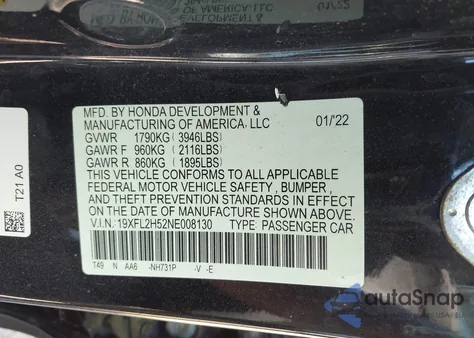 MFD. BY HONDA DEVELOPMENT &
MANUFACTURING OF AMERICA, LLC 01/'22
GVWR 1790KG (3946LBS)
GAWR F 960KG (2116LBS)
GAWR R 860KG (1895LBS)
THIS VEHICLE CONFORMS TO ALL APPLICABLE
FEDERAL MOTOR VEHICLE SAFETY , BUMPER ,
AND THEFT PREVENTION STANDARDS IN EFFECT ON
THE DATE OF MANUFACTURE SHOWN ABOVE.
V.I.N.: 19XFL2H52NE008130 TYPE: PASSENGER CAR
T49 N AA6 -NH731P -V -E
T21 A0
autoSnap